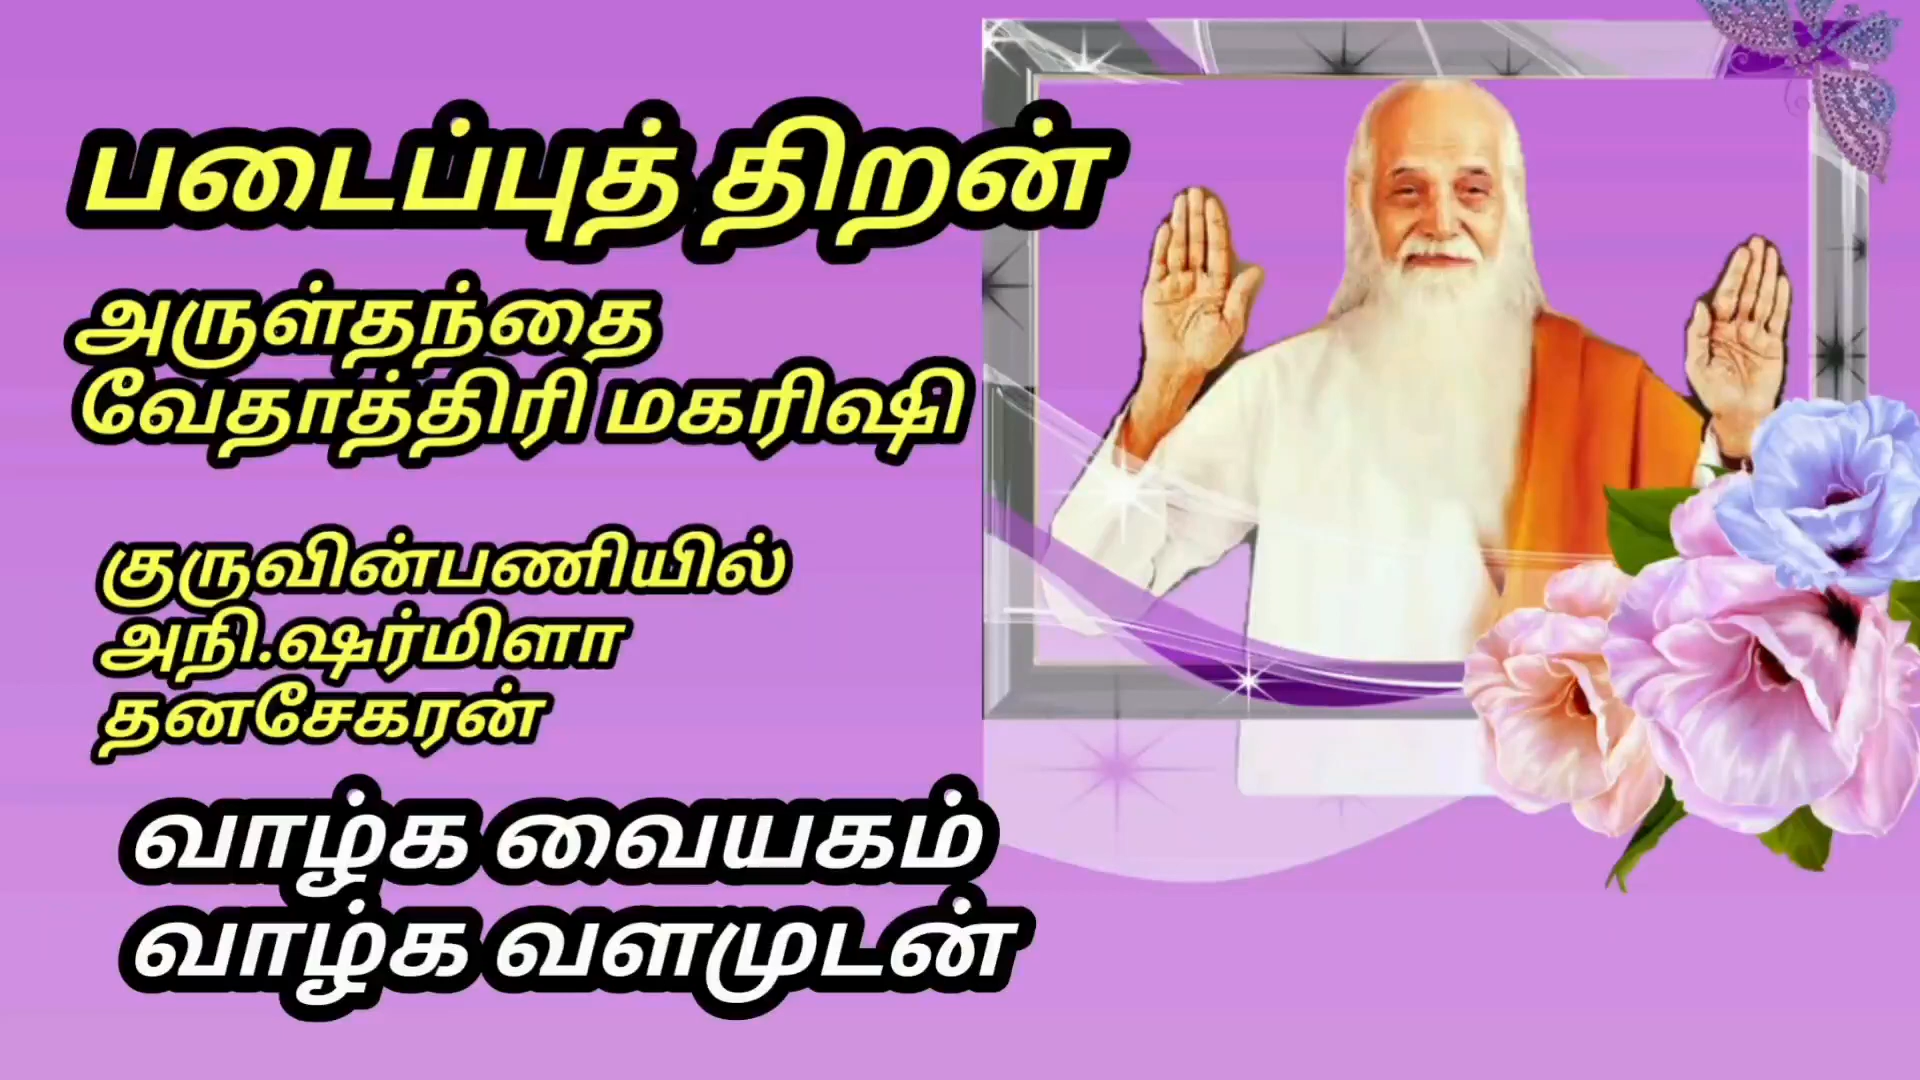 படைப்புத் திறன்
அருள்தந்தை
வேதாத்திரி மகரிஷி
குருவின்பணியில்
அநி.ஷர்மிளா
தனசேகரன்
வாழ்க வையகம்
வாழ்க வளமுடன்